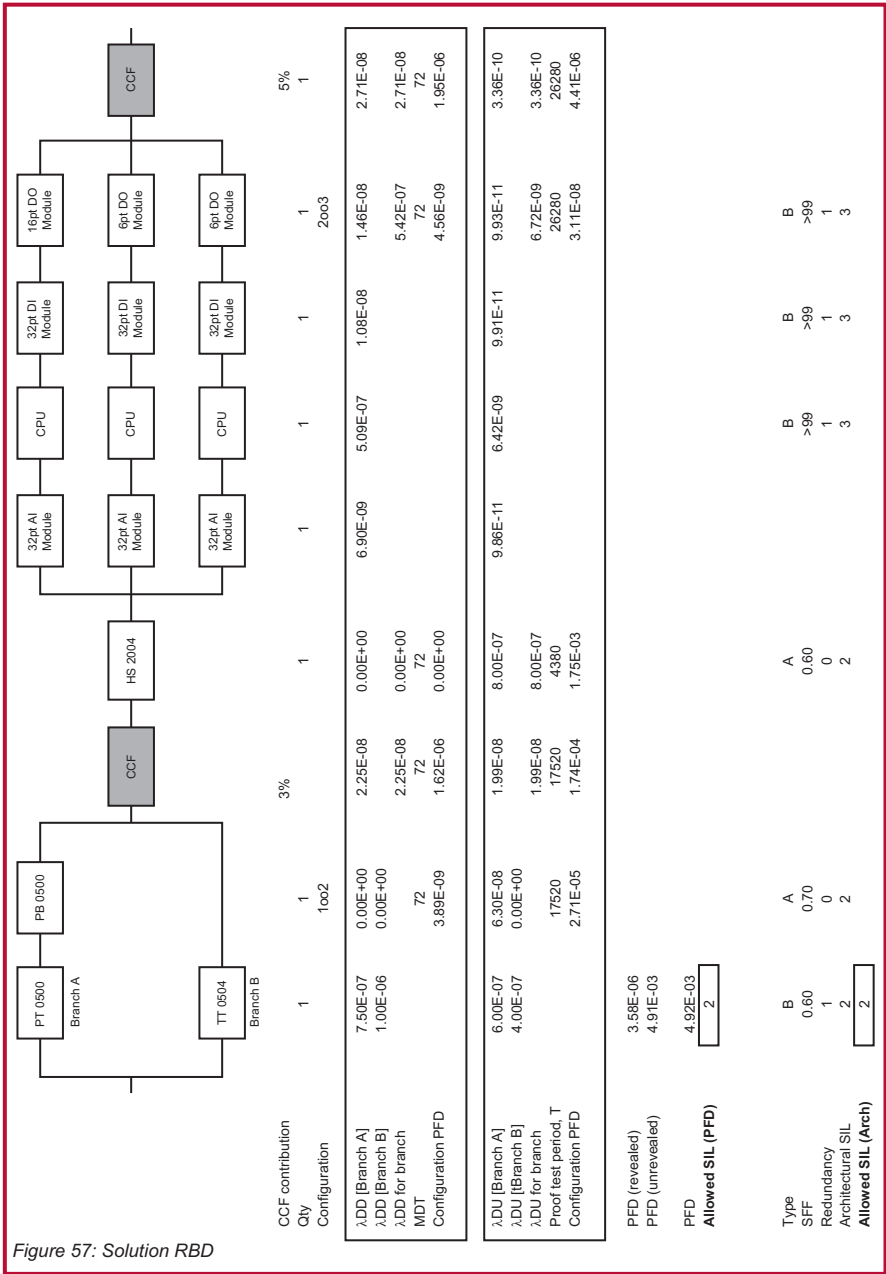 PT 0500
PB 0500
Branch A
TT 0504
Branch B
CCF
HS 2004
32pt AI
Module
CPU
32pt DI
Module
16pt DO
Module
32pt AI
Module
CPU
32pt DI
Module
6pt DO
Module
32pt AI
Module
CPU
32pt DI
Module
6pt DO
Module
CCF
CCF contribution 3% 5%
Qty 1 1 1 1 1 1 1 1
Configuration 1oo2 2oo3
λDD [Branch A] 7.50E-07 0.00E+00 2.25E-08 0.00E+00 6.90E-09 5.09E-07 1.08E-08 1.46E-08 2.71E-08
λDD [Branch B] 1.00E-06 0.00E+00
λDD for branch 2.25E-08 0.00E+00 5.42E-07 2.71E-08
MDT 72 72 72 72 72
Configuration PFD 3.89E-09 1.62E-06 0.00E+00 4.56E-09 1.95E-06
λDU [Branch A] 6.00E-07 6.30E-08 1.99E-08 8.00E-07 9.86E-11 6.42E-09 9.91E-11 9.93E-11 3.36E-10
λDU [tBranch B] 4.00E-07 0.00E+00
λDU for branch 1.99E-08 8.00E-07 6.72E-09 3.36E-10
Proof test period, T 17520 17520 4380 26280 26280
Configuration PFD 2.71E-05 1.74E-04 1.75E-03 3.11E-08 4.41E-06
PFD (revealed) 3.58E-06
PFD (unrevealed) 4.91E-03
PFD 4.92E-03
Allowed SIL (PFD) 2
Type B A A B B B
SFF 0.60 0.70 0.60 >99 >99 >99
Redundancy 1 0 0 1 1 1
Architectural SIL 2 2 2 3 3 3
Allowed SIL (Arch) 2
Figure 57: Solution RBD